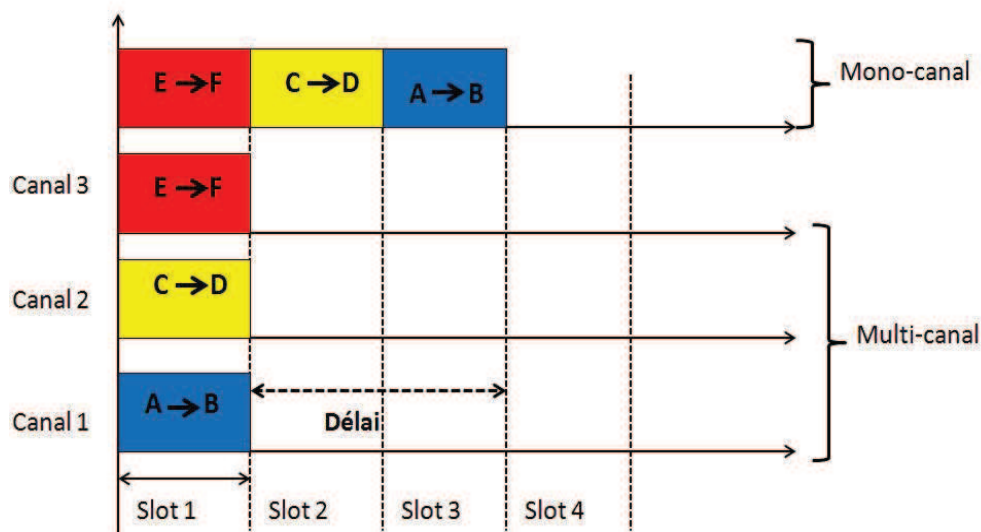 E → F
C → D
A → B
Mono-canal
Canal 3
E → F
Canal 2
C → D
Multi-canal
Canal 1
A → B
Délai
Slot 1
Slot 2
Slot 3
Slot 4